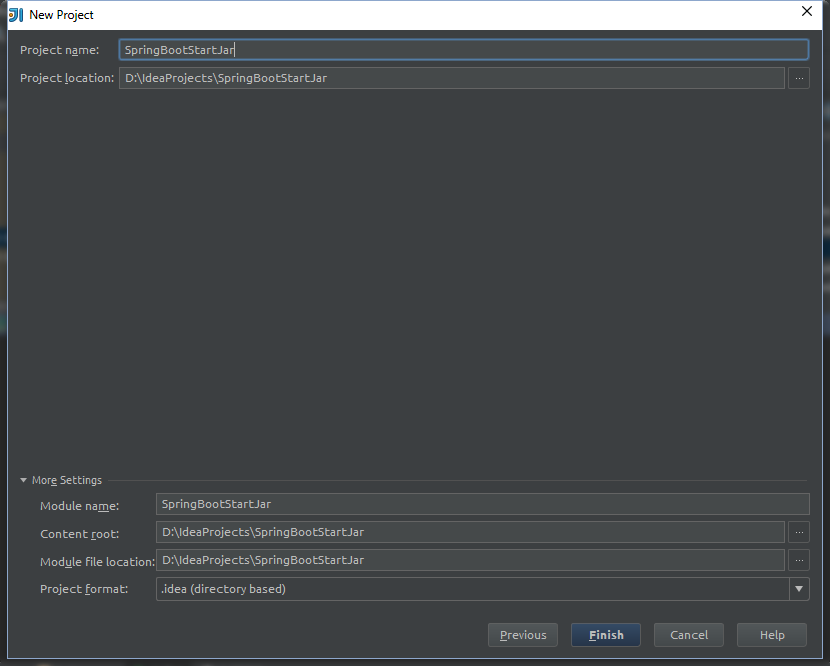 New Project
Project name: SpringBootStartJar
Project location: D:\IdeaProjects\SpringBootStartJar ...
More Settings
Module name: SpringBootStartJar
Content root: D:\IdeaProjects\SpringBootStartJar ...
Module file location: D:\IdeaProjects\SpringBootStartJar ...
Project format: .idea (directory based)
Previous Finish Cancel Help